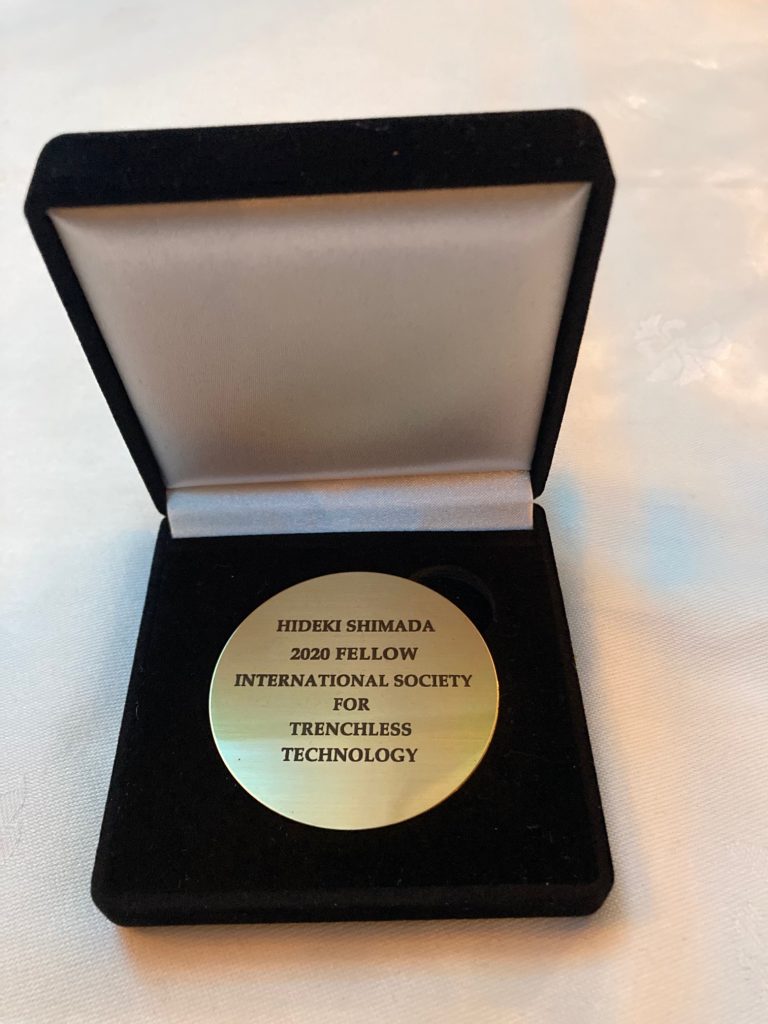 HIDEKI SHIMADA
2020 FELLOW
INTERNATIONAL SOCIETY
FOR
TRENCHLESS
TECHNOLOGY